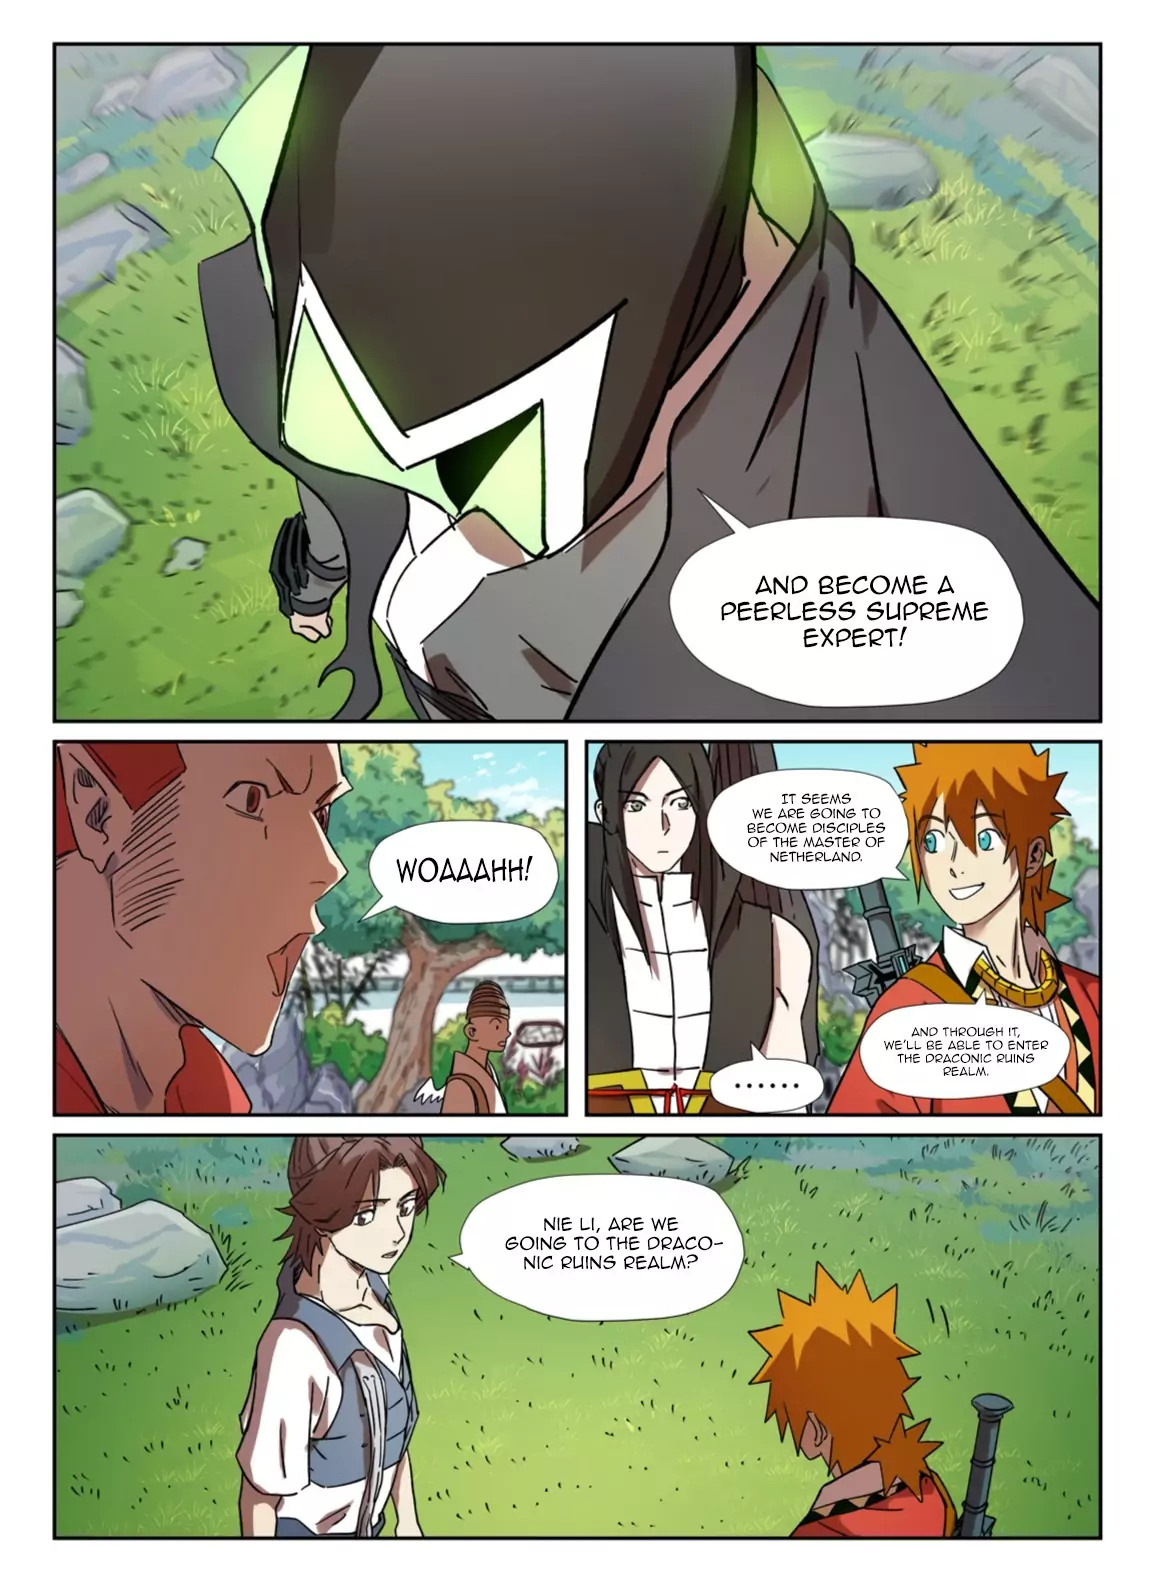 AND BECOME A
PEERLESS SUPREME
EXPERT!
WOAAAHH!
IT SEEMS
WE ARE GOING TO
BECOME DISCIPLES
OF THE MASTER OF
NETHERLAND.
AND THROUGH IT,
WE'LL BE ABLE TO ENTER
THE DRACONIC RUINS
REALM.
......
NIE LI, ARE WE
GOING TO THE DRACO-
NIC RUINS REALM?